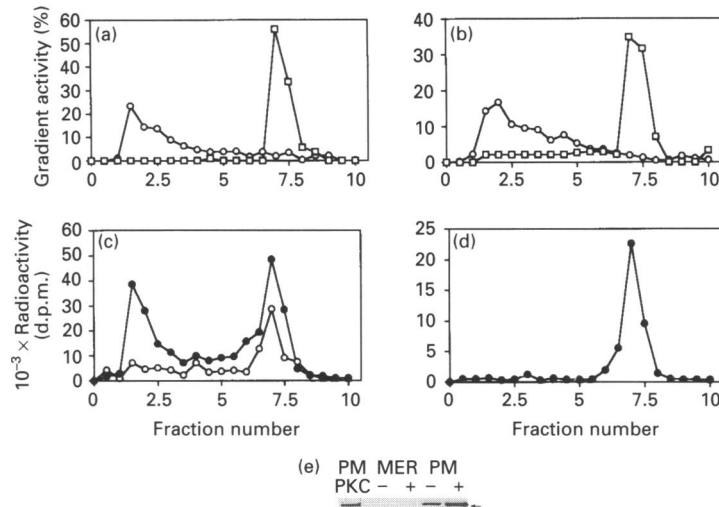 (a)
Gradient activity (%)
60
50
40
30
20
10
0
0 2.5 5 7.5 10
(b)
40
30
20
10
0
0 2.5 5 7.5 10
(c)
10⁻³ × Radioactivity
(d.p.m.)
60
50
40
30
20
10
0
0 2.5 5 7.5 10
Fraction number
(d)
25
20
15
10
5
0
0 2.5 5 7.5 10
Fraction number
(e) PM MER PM
PKC − + − +